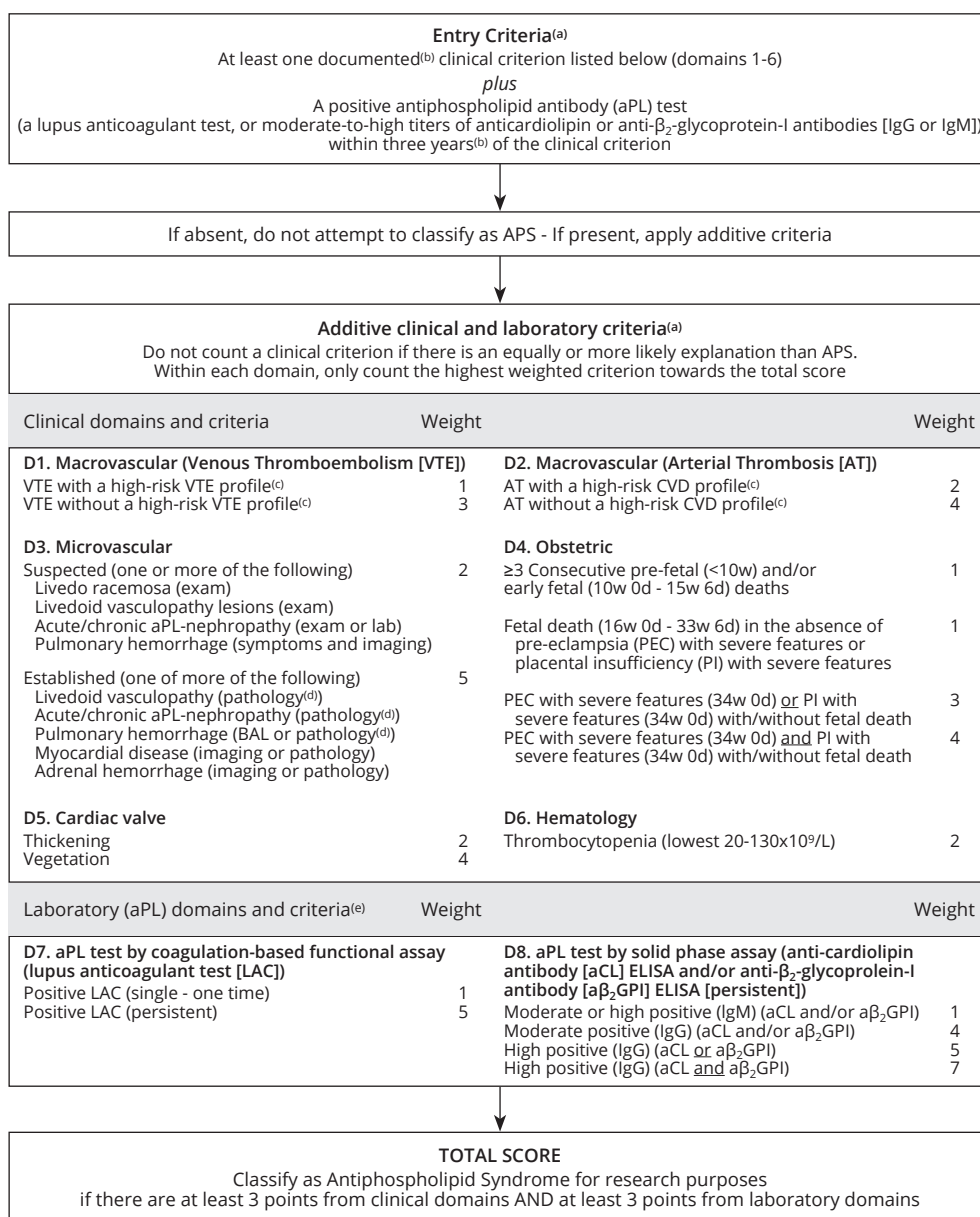 Entry Criteria(a)
At least one documented(b) clinical criterion listed below (domains 1-6)
plus
A positive antiphospholipid antibody (aPL) test
(a lupus anticoagulant test, or moderate-to-high titers of anticardiolipin or anti-β₂-glycoprotein-I antibodies [IgG or IgM])
within three years(b) of the clinical criterion
If absent, do not attempt to classify as APS - If present, apply additive criteria
Additive clinical and laboratory criteria(a)
Do not count a clinical criterion if there is an equally or more likely explanation than APS.
Within each domain, only count the highest weighted criterion towards the total score
Clinical domains and criteria Weight Weight
D1. Macrovascular (Venous Thromboembolism [VTE])
VTE with a high-risk VTE profile(c) 1
VTE without a high-risk VTE profile(c) 3
D2. Macrovascular (Arterial Thrombosis [AT])
AT with a high-risk CVD profile(c) 2
AT without a high-risk CVD profile(c) 4
D3. Microvascular
Suspected (one or more of the following) 2
Livedo racemosa (exam)
Livedoid vasculopathy lesions (exam)
Acute/chronic aPL-nephropathy (exam or lab)
Pulmonary hemorrhage (symptoms and imaging)
Established (one of more of the following) 5
Livedoid vasculopathy (pathology(d))
Acute/chronic aPL-nephropathy (pathology(d))
Pulmonary hemorrhage (BAL or pathology(d))
Myocardial disease (imaging or pathology)
Adrenal hemorrhage (imaging or pathology)
D4. Obstetric
≥3 Consecutive pre-fetal (<10w) and/or 1
early fetal (10w 0d - 15w 6d) deaths
Fetal death (16w 0d - 33w 6d) in the absence of 1
pre-eclampsia (PEC) with severe features or
placental insufficiency (PI) with severe features
PEC with severe features (34w 0d) or PI with 3
severe features (34w 0d) with/without fetal death
PEC with severe features (34w 0d) and PI with 4
severe features (34w 0d) with/without fetal death
D5. Cardiac valve
Thickening 2
Vegetation 4
D6. Hematology
Thrombocytopenia (lowest 20-130x10⁹/L) 2
Laboratory (aPL) domains and criteria(e) Weight Weight
D7. aPL test by coagulation-based functional assay
(lupus anticoagulant test [LAC])
Positive LAC (single - one time) 1
Positive LAC (persistent) 5
D8. aPL test by solid phase assay (anti-cardiolipin
antibody [aCL] ELISA and/or anti-β₂-glycoprolein-I
antibody [aβ₂GPI] ELISA [persistent])
Moderate or high positive (lgM) (aCL and/or aβ₂GPI) 1
Moderate positive (IgG) (aCL and/or aβ₂GPI) 4
High positive (IgG) (aCL or aβ₂GPI) 5
High positive (IgG) (aCL and aβ₂GPI) 7
TOTAL SCORE
Classify as Antiphospholipid Syndrome for research purposes
if there are at least 3 points from clinical domains AND at least 3 points from laboratory domains